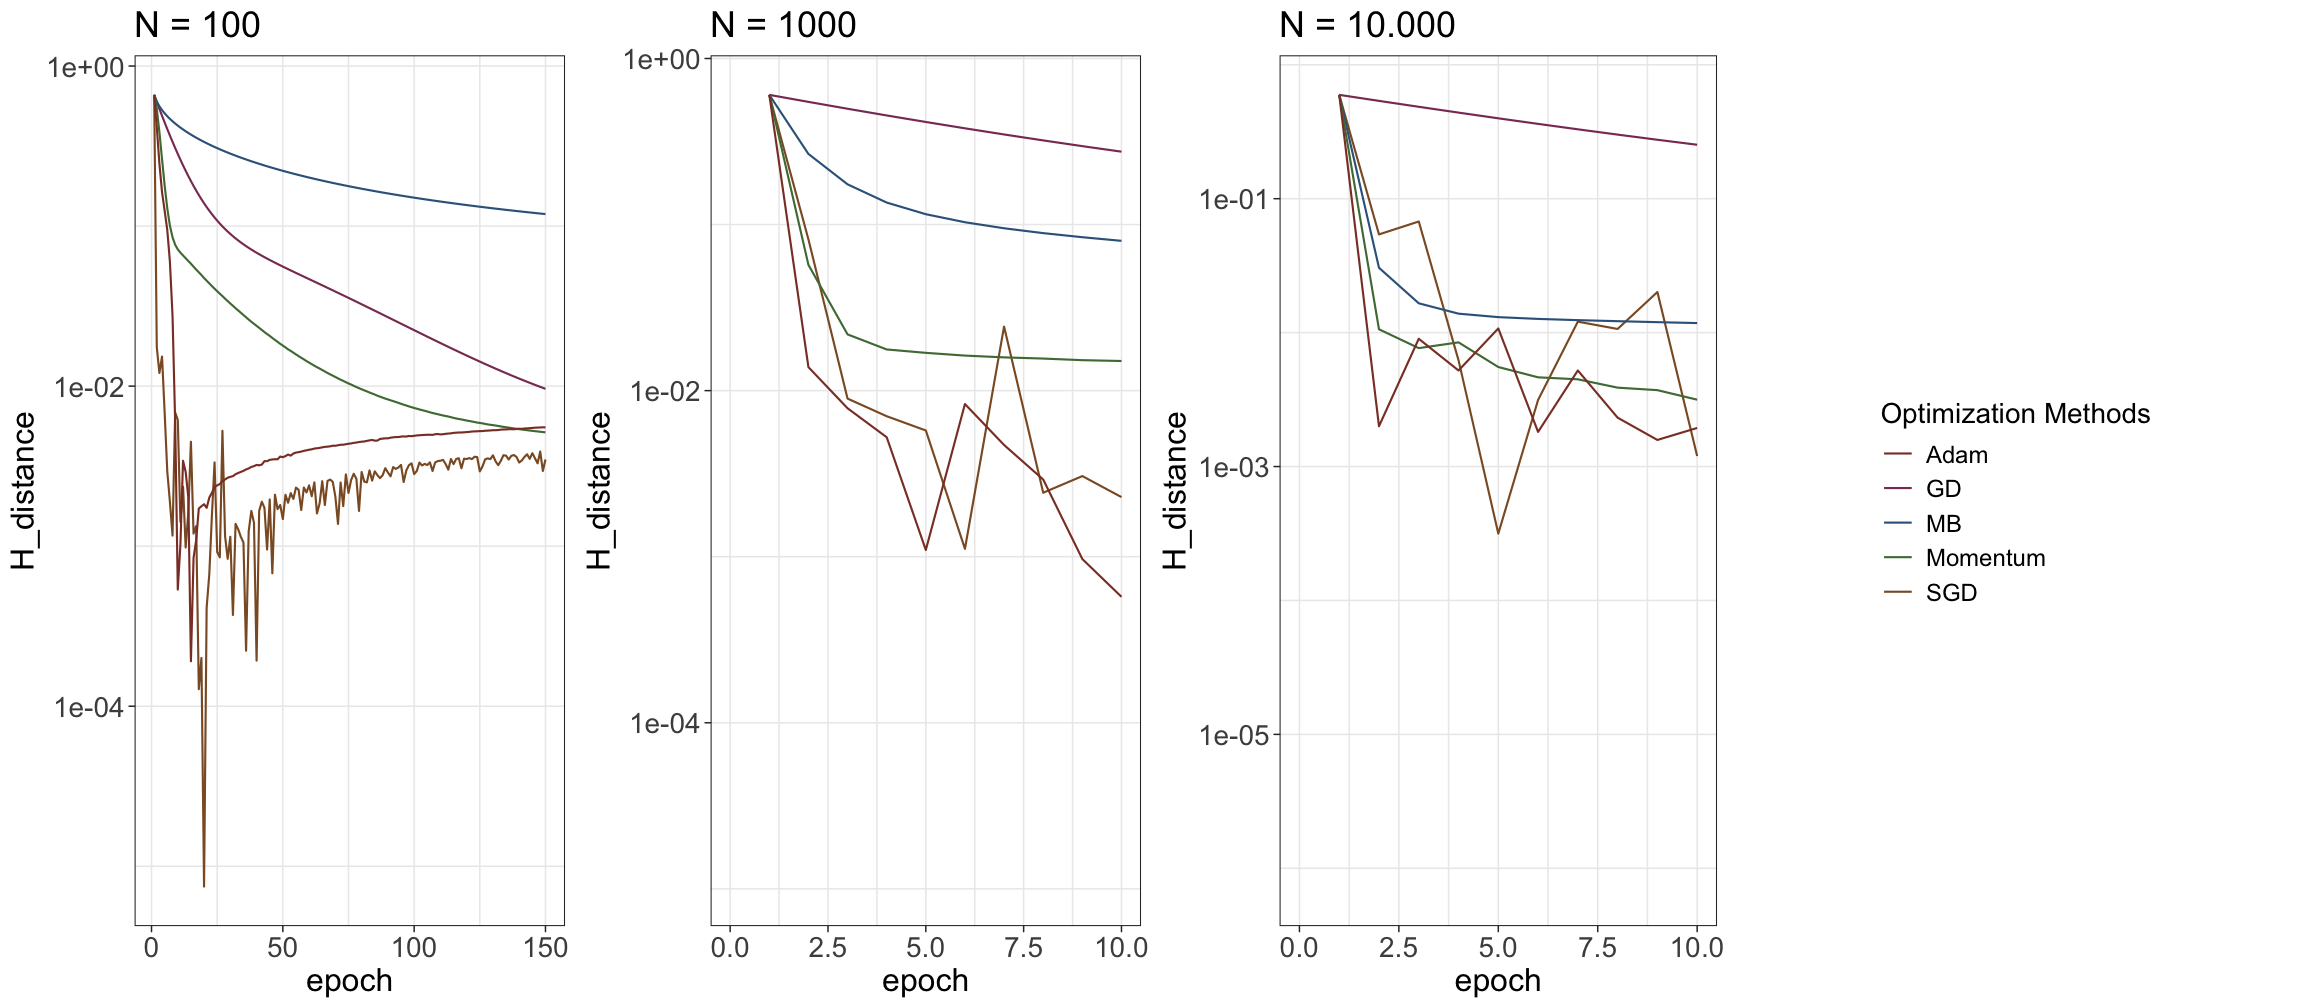 N = 100
1e+00
1e-02
1e-04
H_distance
0 50 100 150
epoch
N = 1000
1e+00
1e-02
1e-04
H_distance
0.0 2.5 5.0 7.5 10.0
epoch
N = 10.000
1e-01
1e-03
1e-05
H_distance
0.0 2.5 5.0 7.5 10.0
epoch
Optimization Methods
Adam
GD
MB
Momentum
SGD